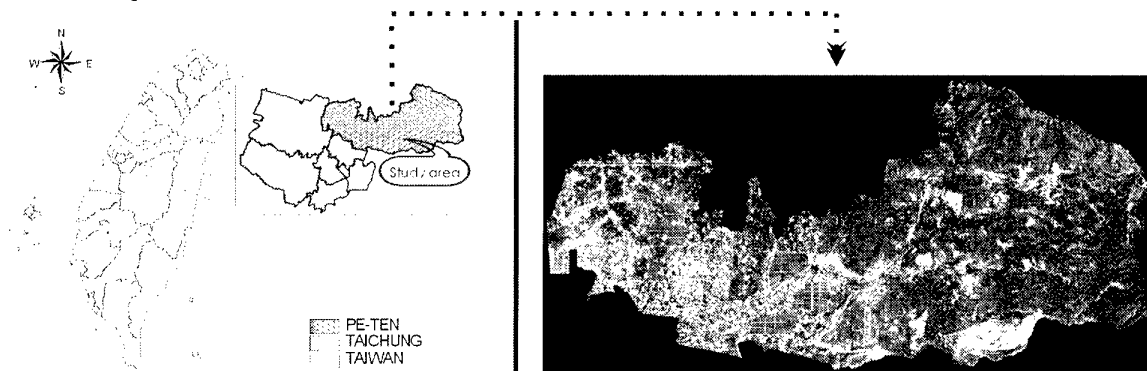 N
W E
S
Study area
PE-TEN
TAICHUNG
TAIWAN